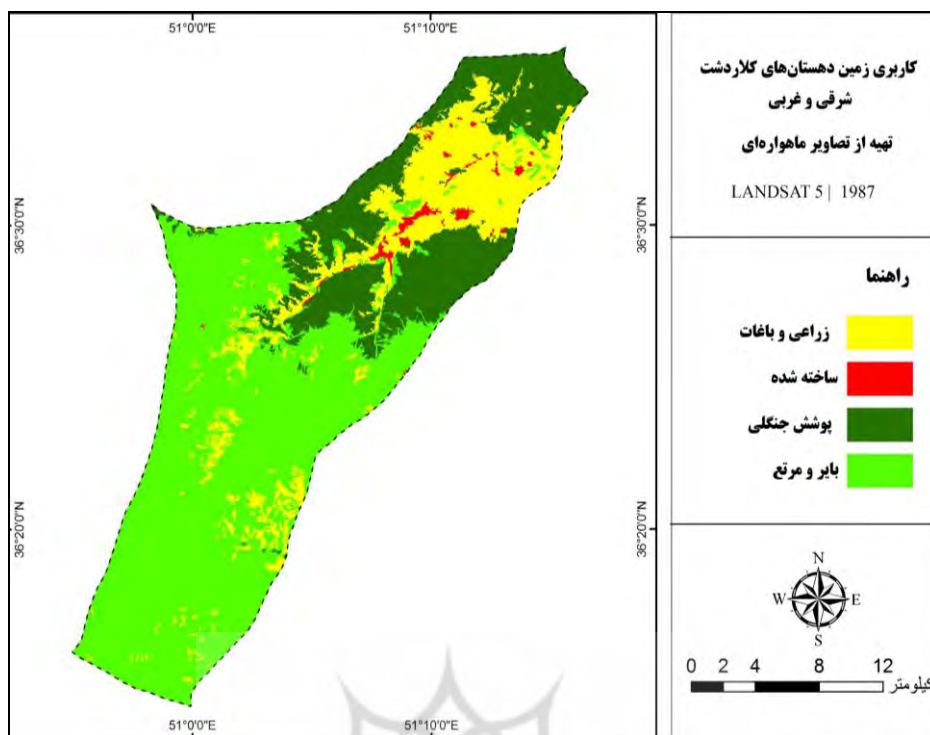 کاربری زمین دهستان‌های کلاردشت
شرقی و غربی
تهیه از تصاویر ماهواره‌ای
LANDSAT 5 | 1987
راهنما
زراعی و باغات
ساخته شده
پوشش جنگلی
بایر و مرتع
N
W E
S
0 2 4 8 12
کیلومتر
51°0'0"E 51°10'0"E
36°30'0"N 36°30'0"N
36°20'0"N 36°20'0"N
51°0'0"E 51°10'0"E